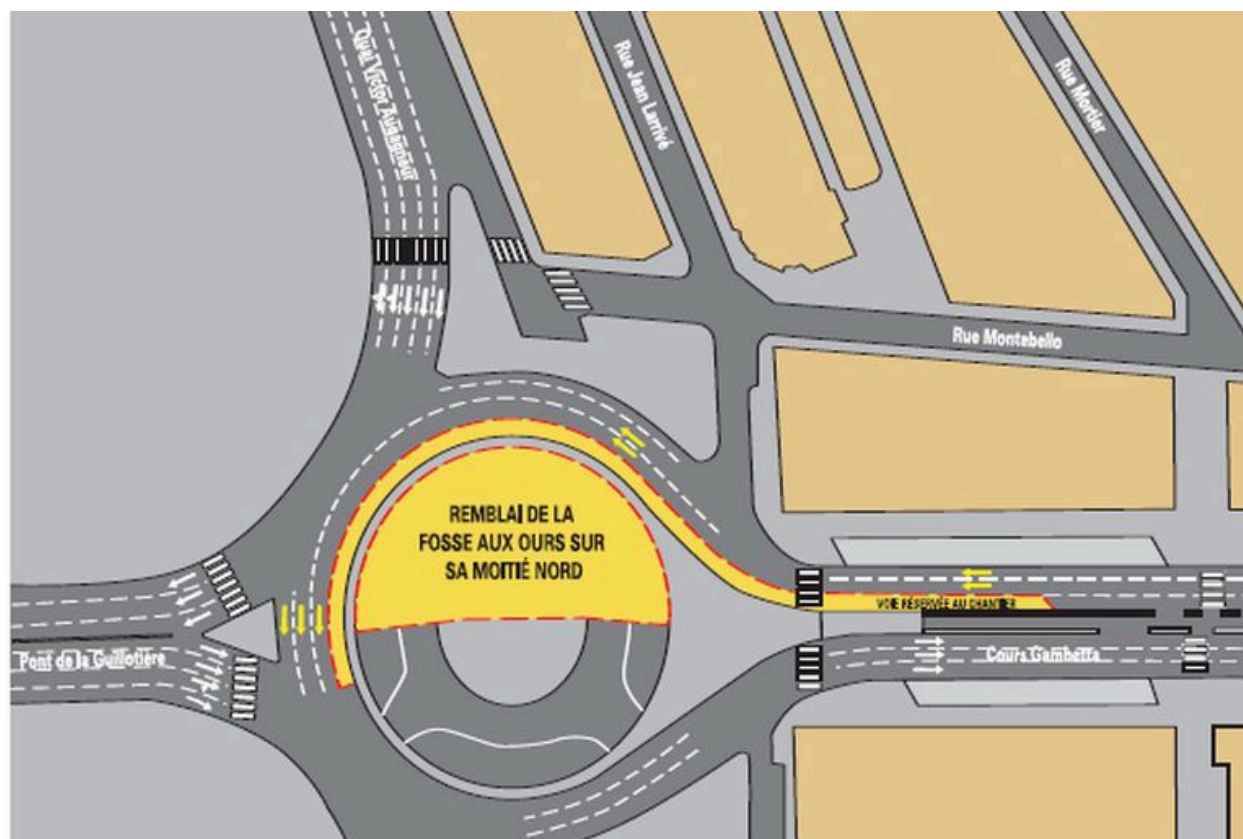 Quai Victor Augagneur
Rue Jean Larrivé
Rue Mortier
Rue Montebello
REMBLAI DE LA
FOSSE AUX OURS SUR
SA MOITIÉ NORD
VOIE RÉSERVÉE AU CHANTIER
Pont de la Guillotière
Cours Gambetta